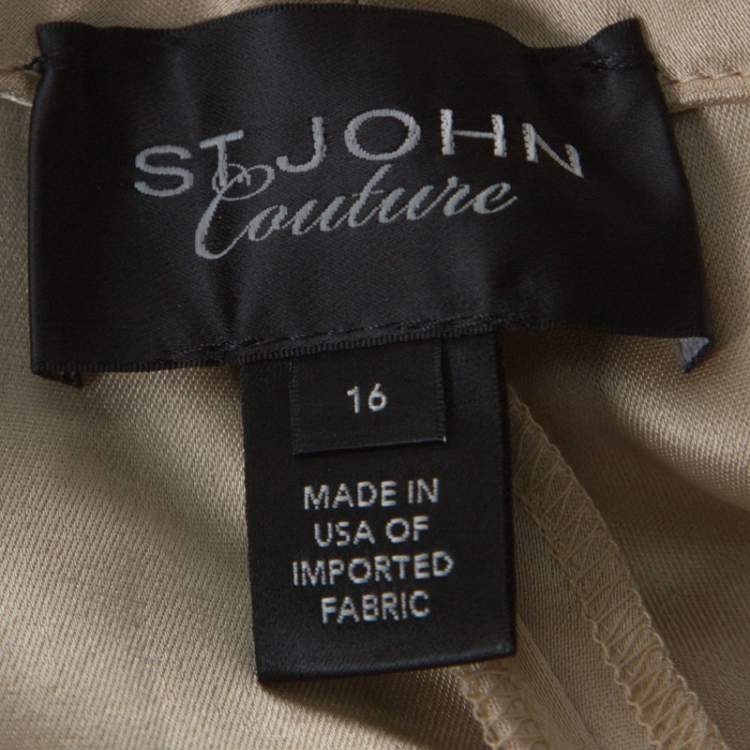 ST. JOHN
Couture
16
MADE IN
USA OF
IMPORTED
FABRIC